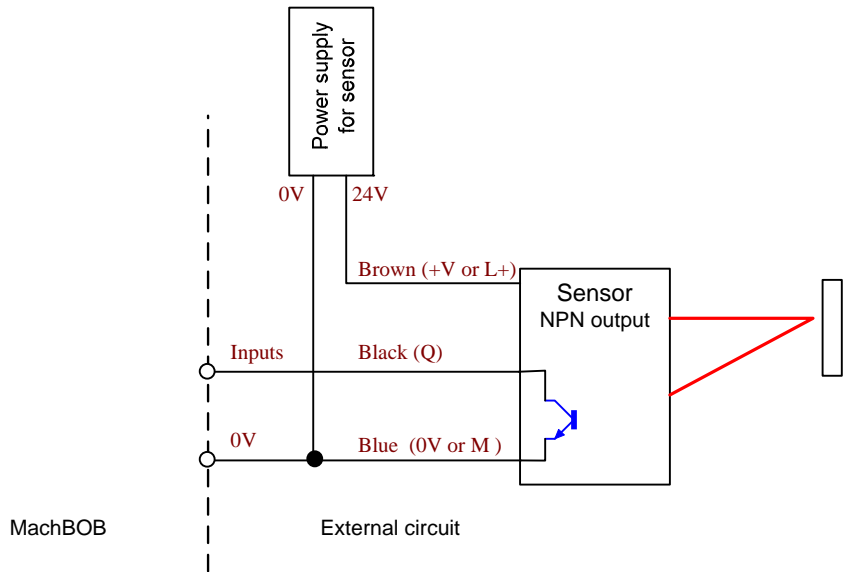 Power supply
for sensor
0V
24V
Brown (+V or L+)
Sensor
NPN output
Inputs
Black (Q)
0V
Blue (0V or M )
MachBOB
External circuit